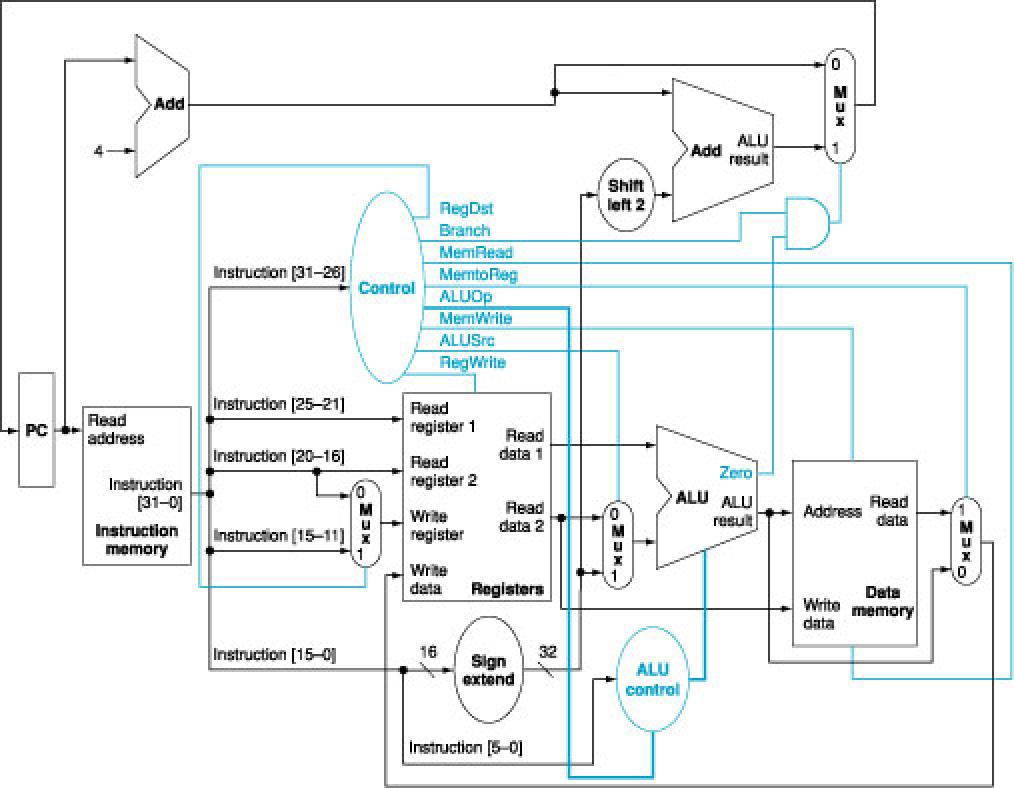 Add
4
Add
ALU
result
0
M
u
x
1
Shift
left 2
RegDst
Branch
MemRead
MemtoReg
ALUOp
MemWrite
ALUSrc
RegWrite
Control
Instruction [31–26]
Instruction [25–21]
Instruction [20–16]
Instruction [15–11]
Instruction [15–0]
Instruction [5–0]
PC
Read
address
Instruction
[31–0]
Instruction
memory
0
M
u
x
1
Read
register 1
Read
register 2
Write
register
Write
data
Read
data 1
Read
data 2
Registers
0
M
u
x
1
Zero
ALU
ALU
result
Address
Read
data
Write
data
Data
memory
1
M
u
x
0
16
Sign
extend
32
ALU
control